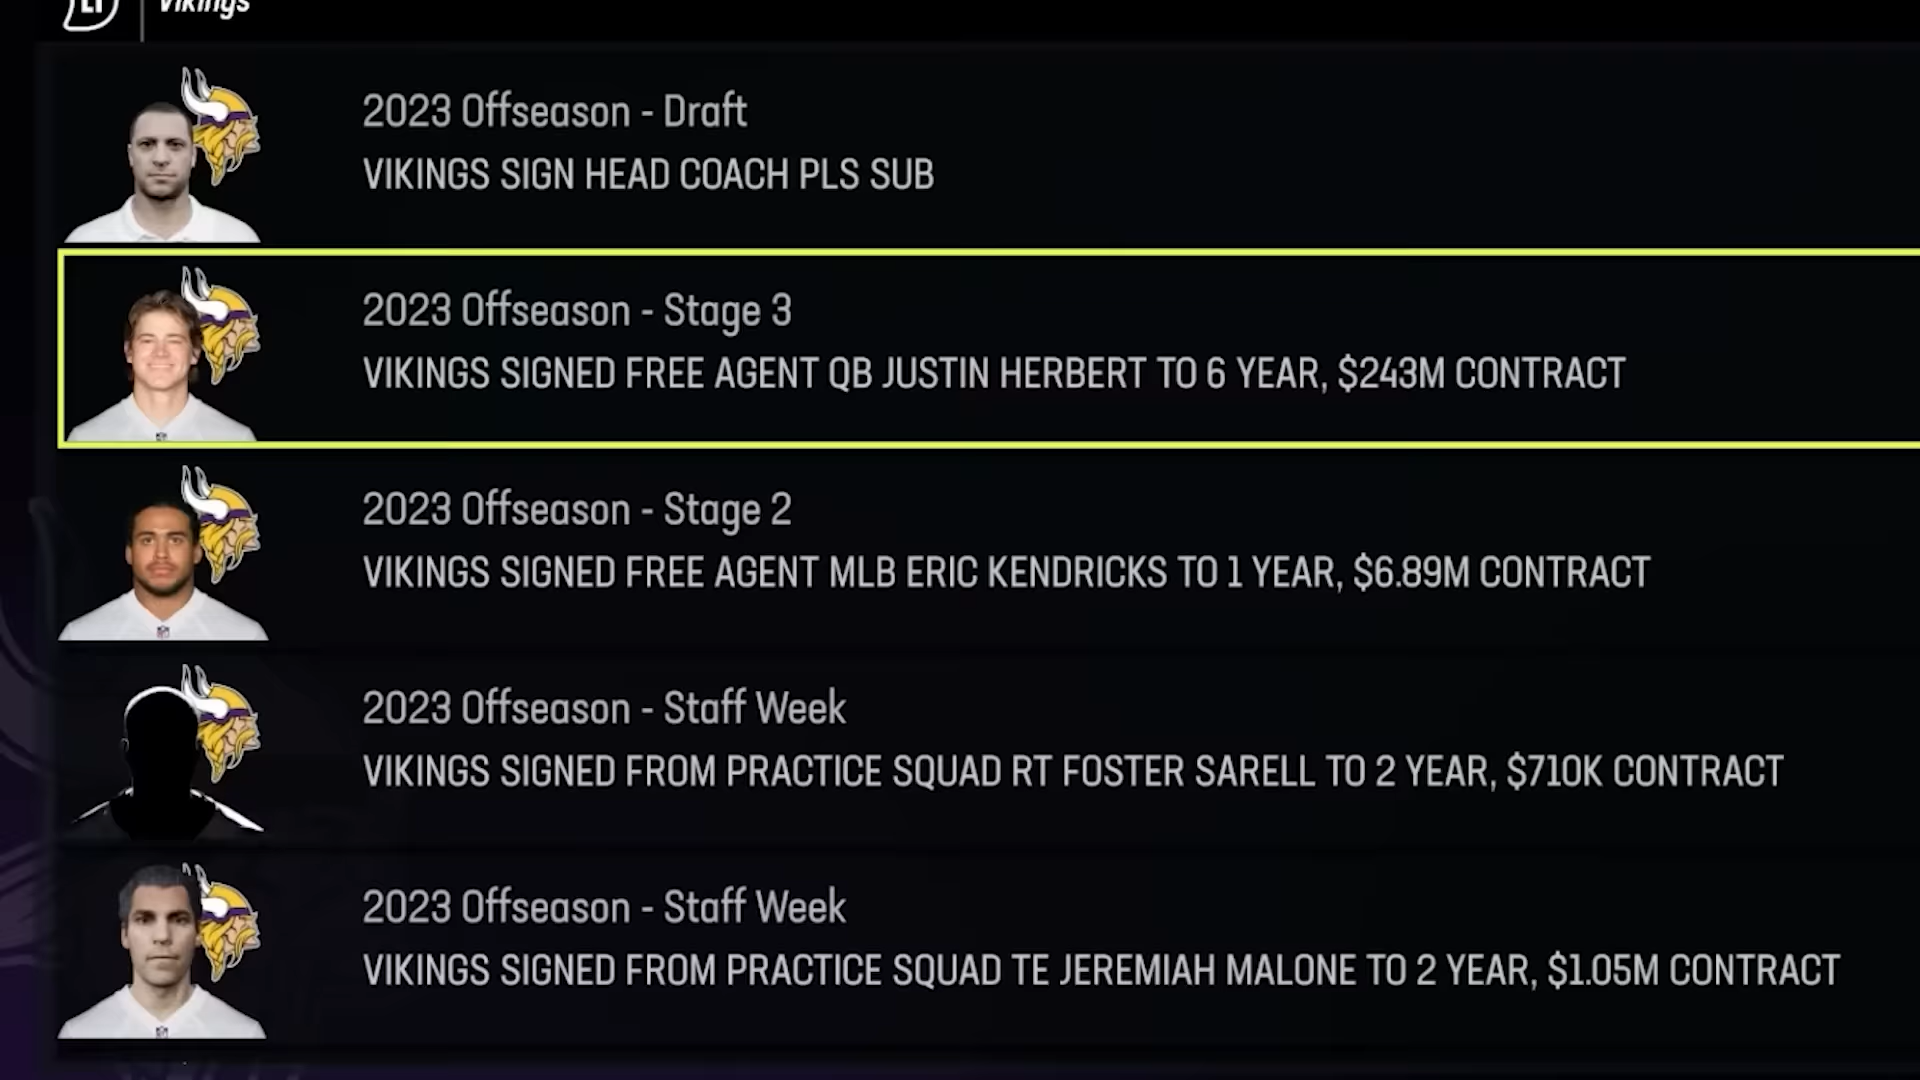 LT
Vikings
2023 Offseason - Draft
VIKINGS SIGN HEAD COACH PLS SUB
2023 Offseason - Stage 3
VIKINGS SIGNED FREE AGENT QB JUSTIN HERBERT TO 6 YEAR, $243M CONTRACT
2023 Offseason - Stage 2
VIKINGS SIGNED FREE AGENT MLB ERIC KENDRICKS TO 1 YEAR, $6.89M CONTRACT
2023 Offseason - Staff Week
VIKINGS SIGNED FROM PRACTICE SQUAD RT FOSTER SARELL TO 2 YEAR, $710K CONTRACT
2023 Offseason - Staff Week
VIKINGS SIGNED FROM PRACTICE SQUAD TE JEREMIAH MALONE TO 2 YEAR, $1.05M CONTRACT